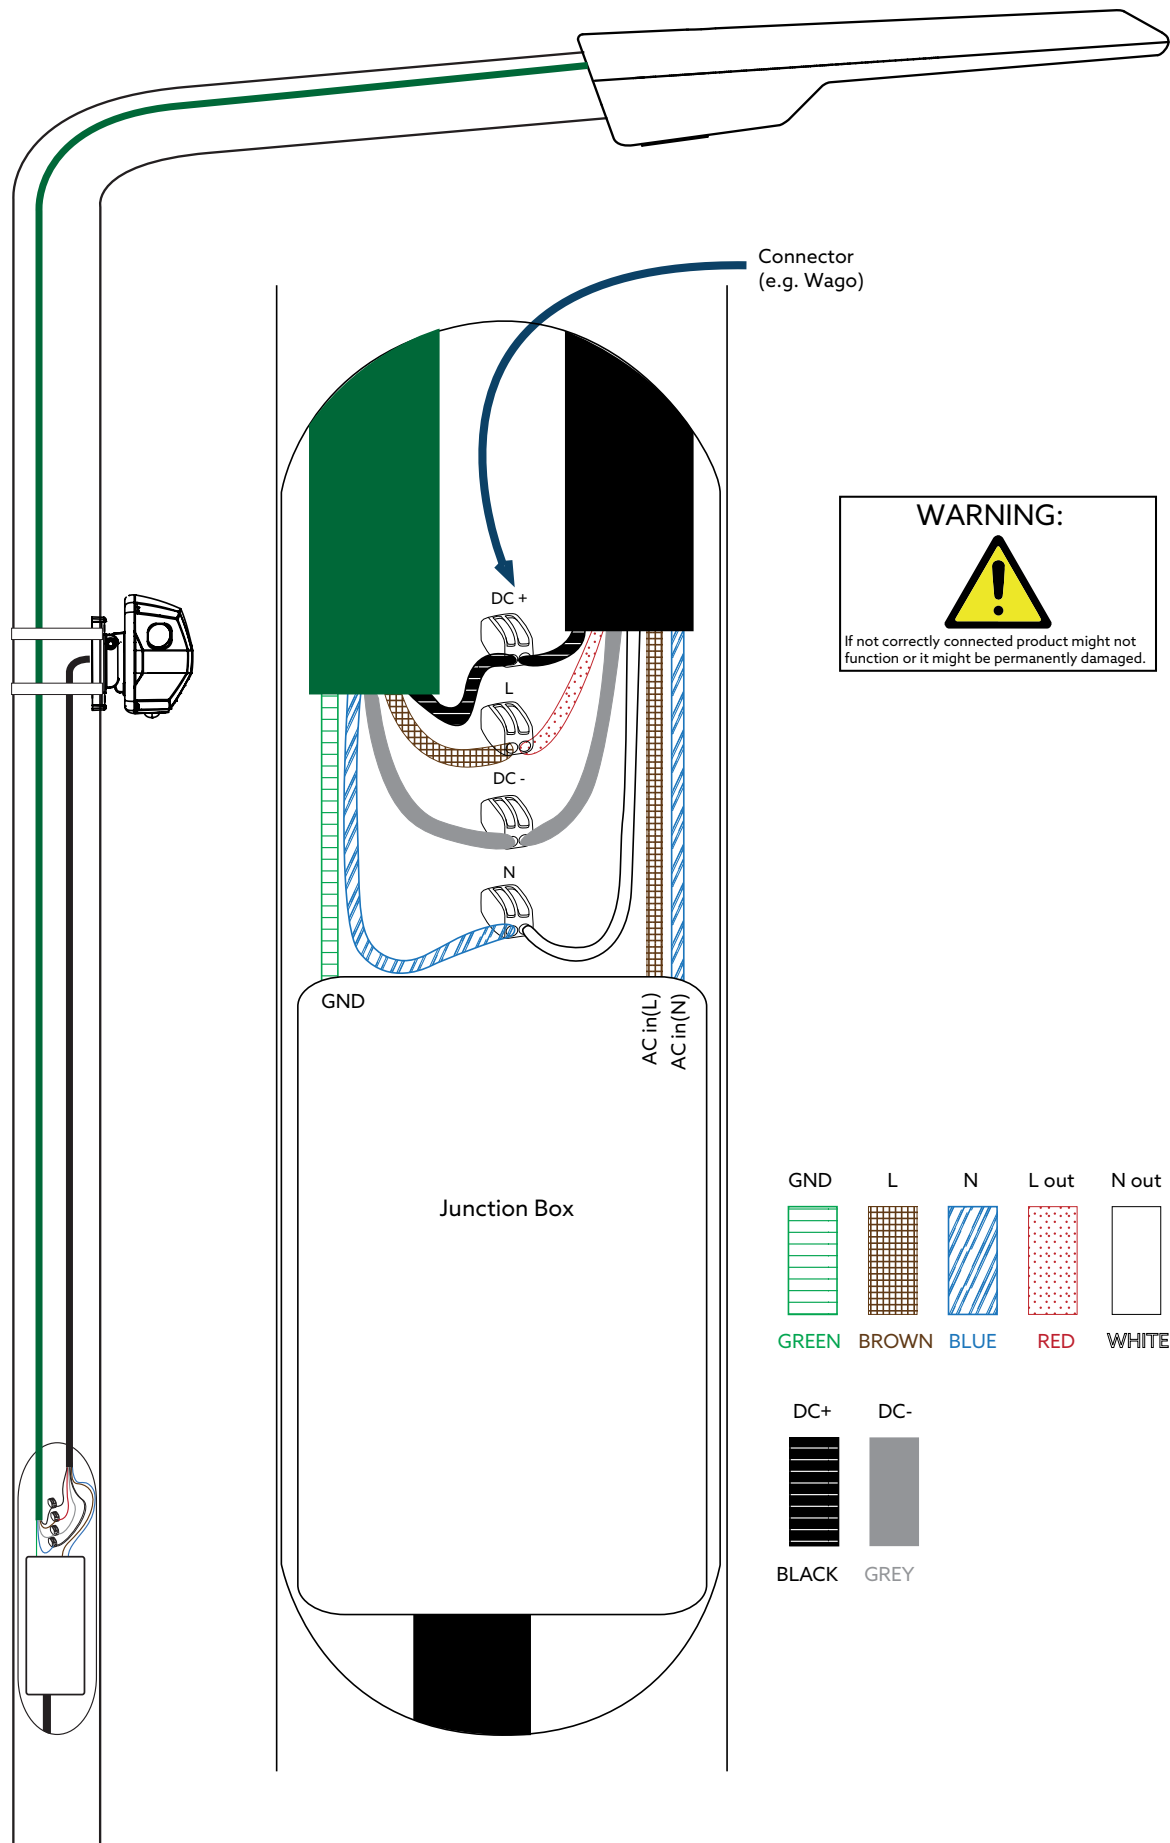 Connector
(e.g. Wago)
DC +
L
DC -
N
WARNING:
If not correctly connected product might not
function or it might be permanently damaged.
GND
AC in(L)
AC in(N)
Junction Box
GND L N L out N out
GREEN BROWN BLUE RED WHITE
DC+ DC-
BLACK GREY